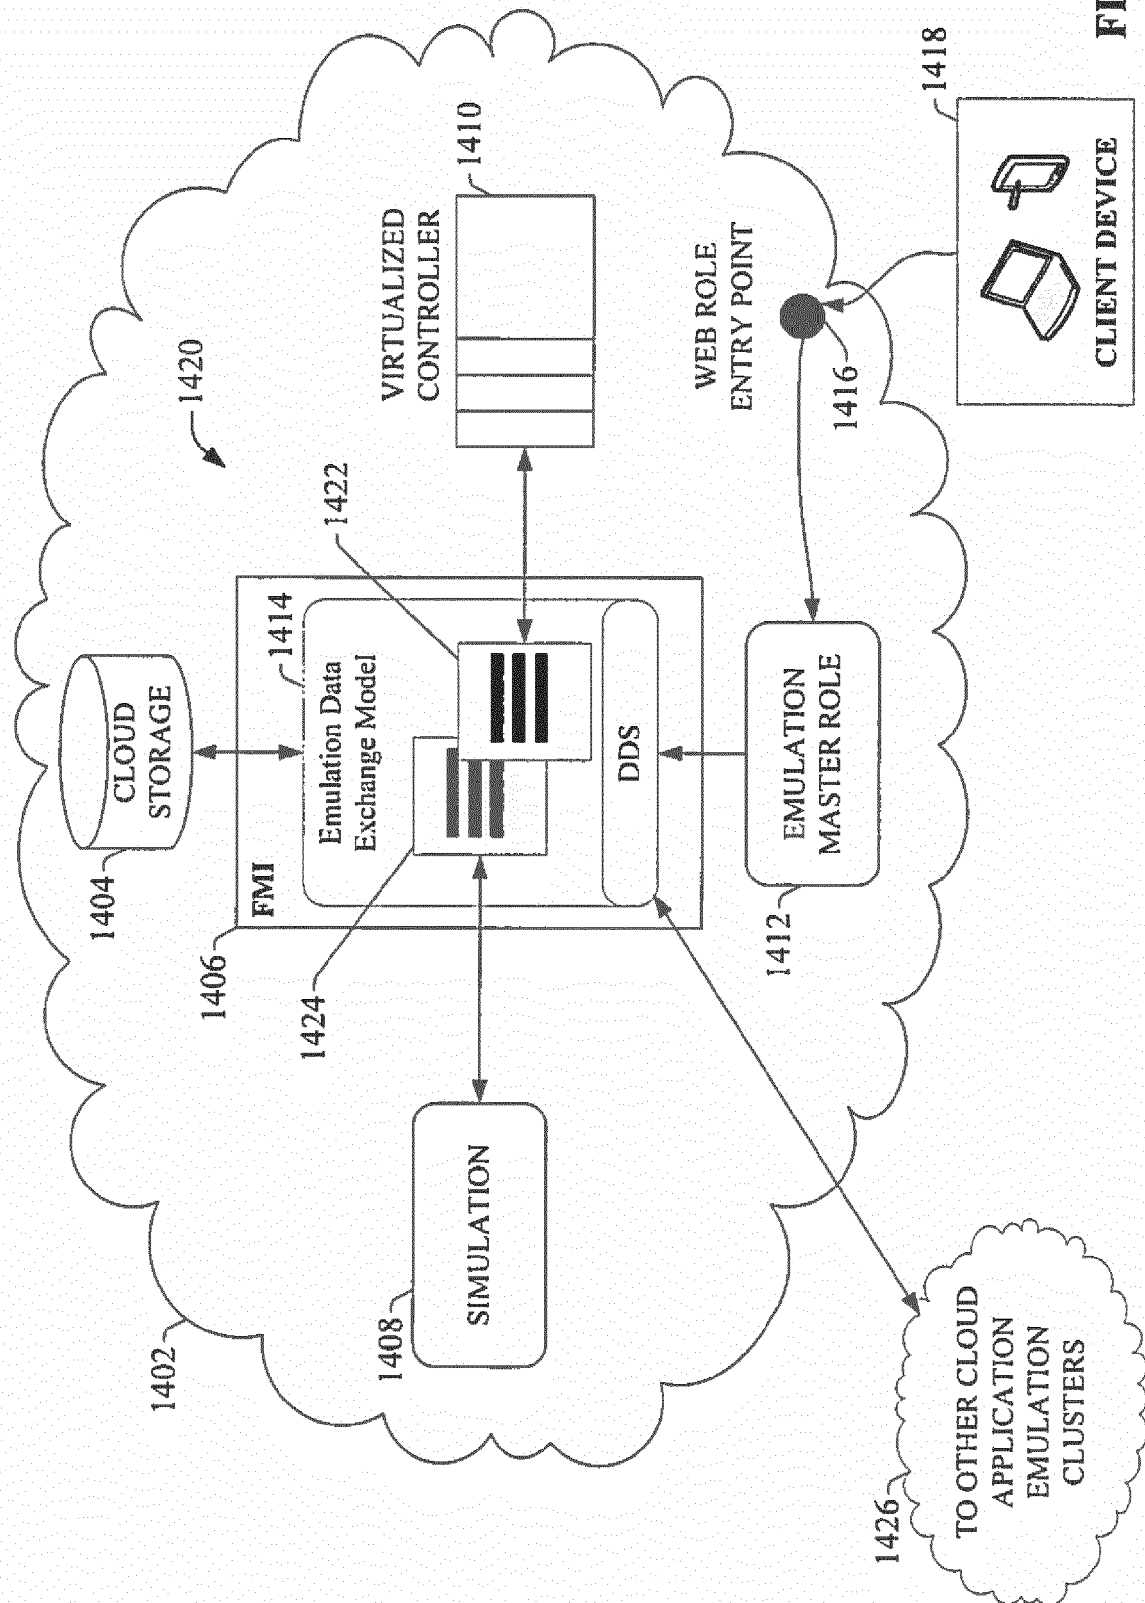 1402
1404
CLOUD
STORAGE
1420
1406
FMI
1414
Emulation Data
Exchange Model
1424
1422
VIRTUALIZED
CONTROLLER
1410
1408
SIMULATION
DDS
WEB ROLE
ENTRY POINT
1412
EMULATION
MASTER ROLE
1416
1426
TO OTHER CLOUD
APPLICATION
EMULATION
CLUSTERS
1418
CLIENT DEVICE